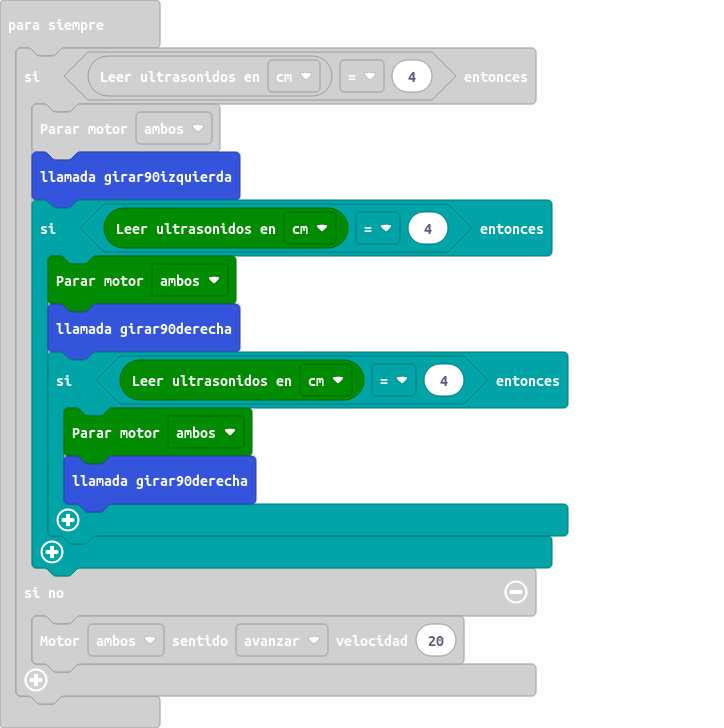 para siempre
si Leer ultrasonidos en cm = 4 entonces
Parar motor ambos
llamada girar90izquierda
si Leer ultrasonidos en cm = 4 entonces
Parar motor ambos
llamada girar90derecha
si Leer ultrasonidos en cm = 4 entonces
Parar motor ambos
llamada girar90derecha
si no
Motor ambos sentido avanzar velocidad 20